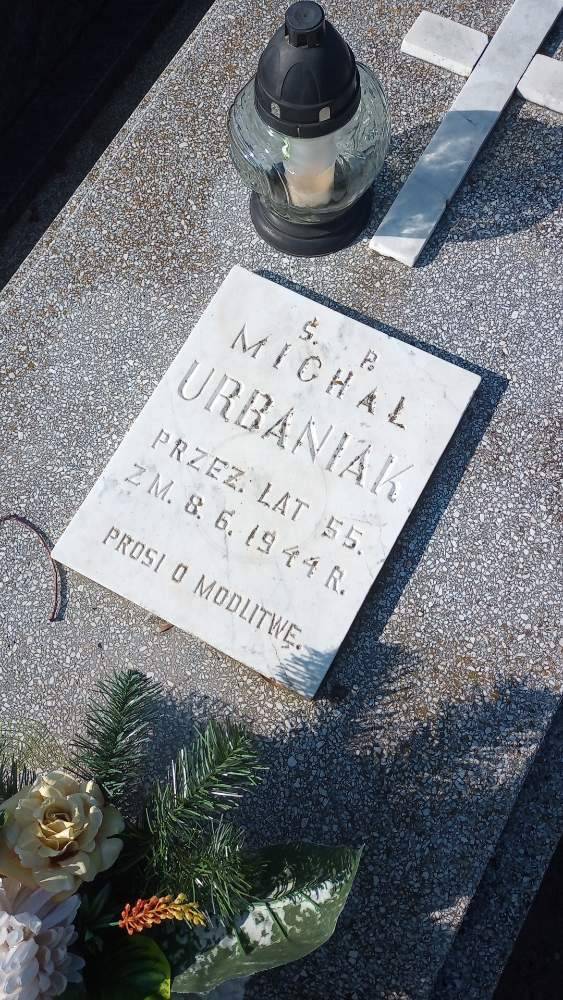 Ś. P.
MICHAŁ
URBANIAK
PRZEZ. LAT 55.
ZM. 8. 6. 1944 R.
PROSI O MODLITWĘ.